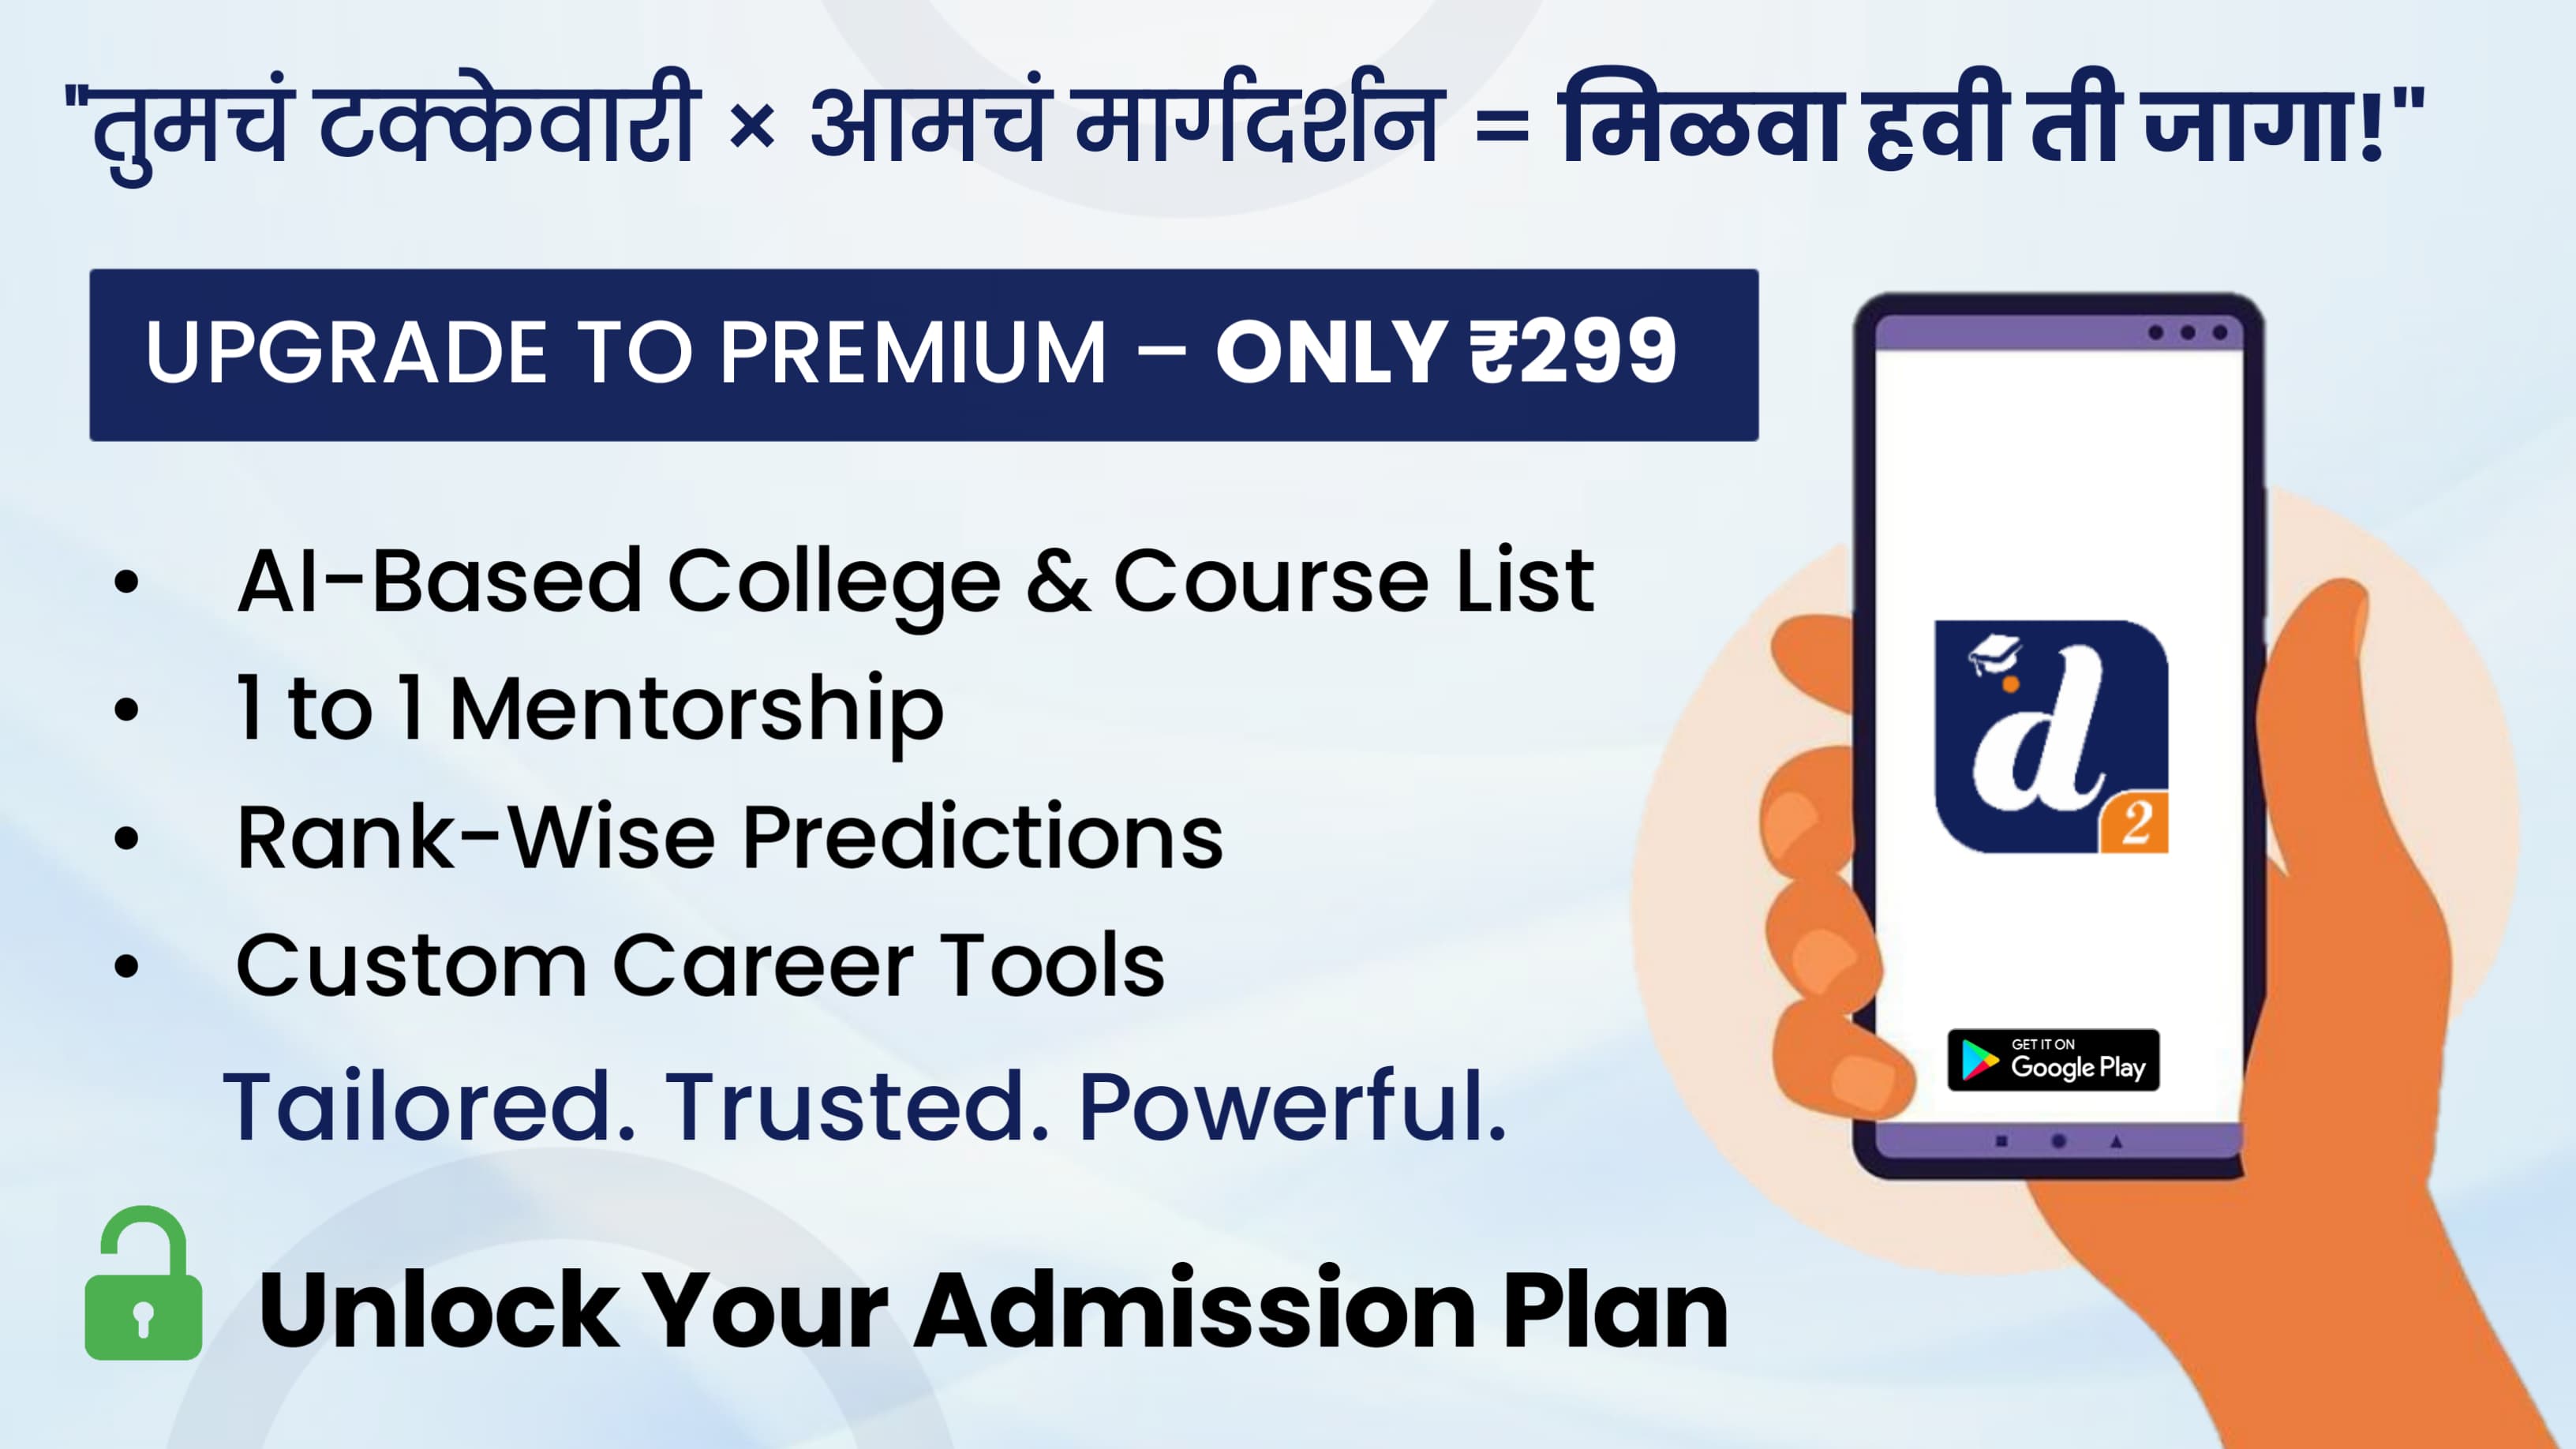 "तुमचं टक्केवारी × आमचं मार्गदर्शन = मिळवा हवी ती जागा!"
UPGRADE TO PREMIUM – ONLY ₹299
• AI-Based College & Course List
• 1 to 1 Mentorship
• Rank-Wise Predictions
• Custom Career Tools
Tailored. Trusted. Powerful.
Unlock Your Admission Plan
d
2
GET IT ON
Google Play